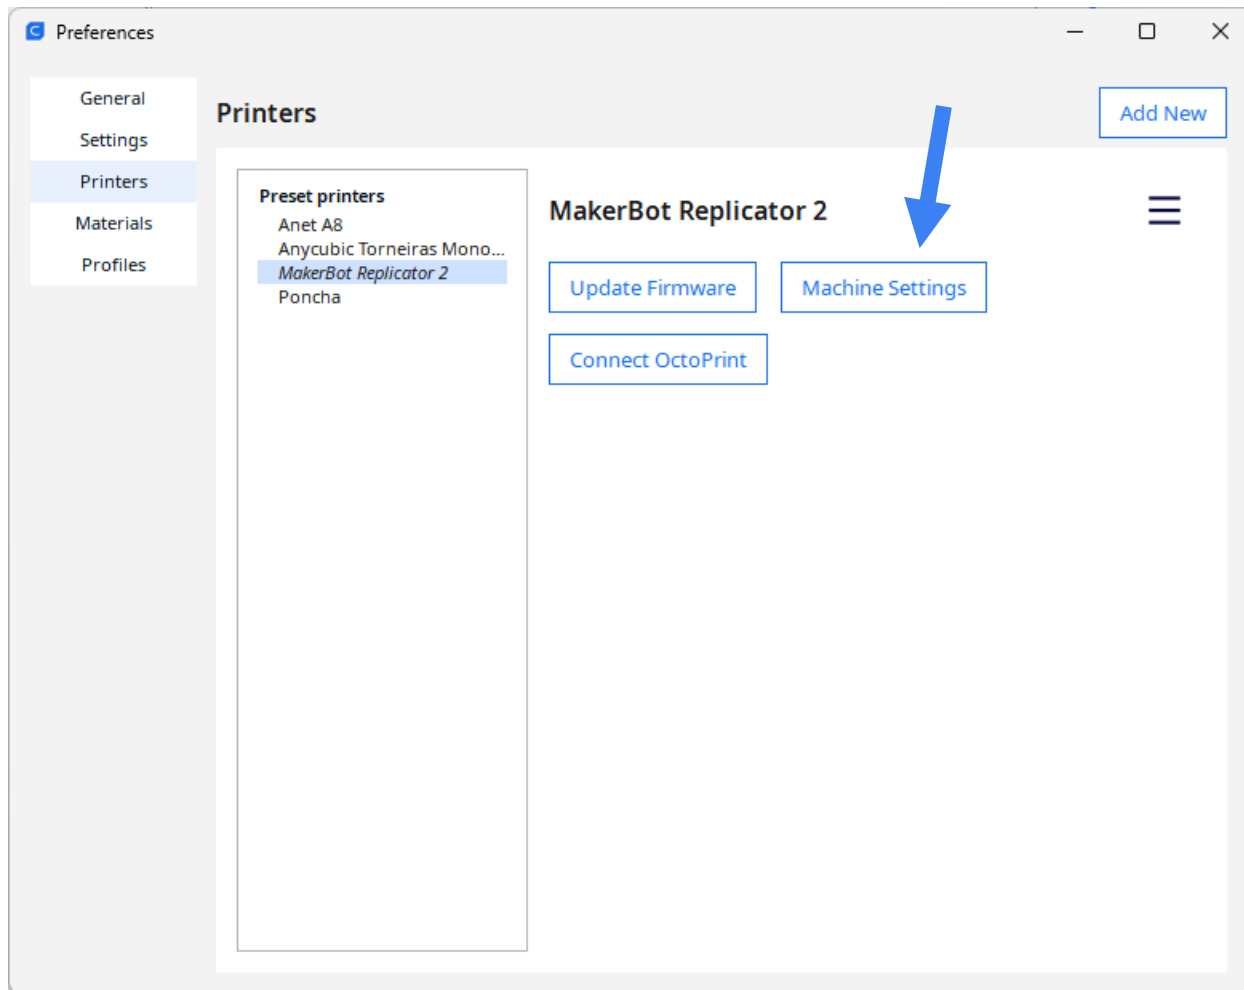 Preferences
General
Settings
Printers
Materials
Profiles
Printers
Add New
Preset printers
Anet A8
Anycubic Torneiras Mono...
MakerBot Replicator 2
Poncha
MakerBot Replicator 2
Update Firmware
Machine Settings
Connect OctoPrint